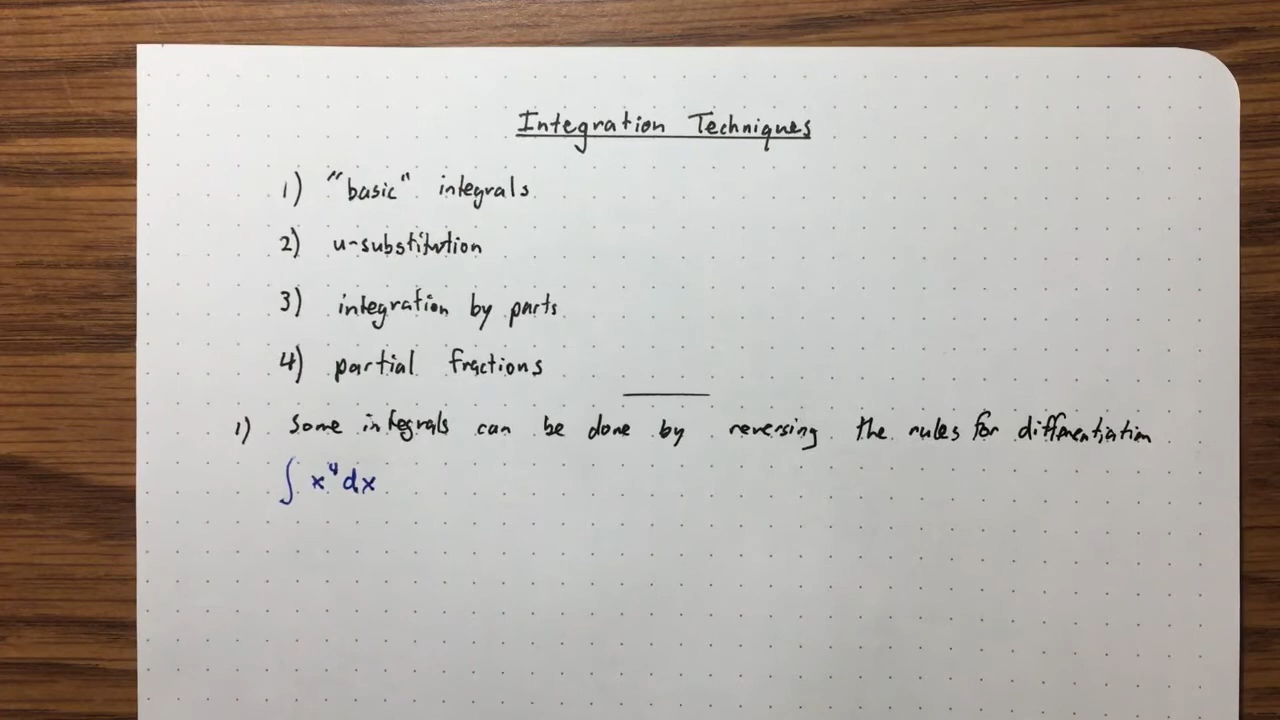 Integration Techniques
1) "basic" integrals
2) u-substitution
3) integration by parts
4) partial fractions
1) Some integrals can be done by reversing the rules for differentiation
∫ x⁴ dx